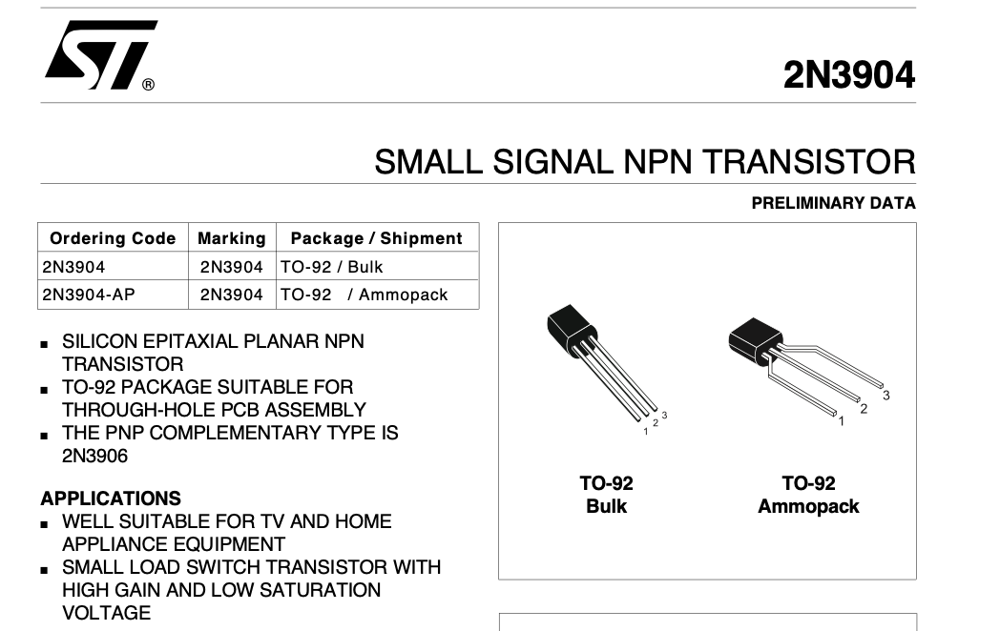 ST®
2N3904
SMALL SIGNAL NPN TRANSISTOR
PRELIMINARY DATA
Ordering Code Marking Package / Shipment
2N3904 2N3904 TO-92 / Bulk
2N3904-AP 2N3904 TO-92 / Ammopack
■ SILICON EPITAXIAL PLANAR NPN
TRANSISTOR
■ TO-92 PACKAGE SUITABLE FOR
THROUGH-HOLE PCB ASSEMBLY
■ THE PNP COMPLEMENTARY TYPE IS
2N3906
APPLICATIONS
■ WELL SUITABLE FOR TV AND HOME
APPLIANCE EQUIPMENT
■ SMALL LOAD SWITCH TRANSISTOR WITH
HIGH GAIN AND LOW SATURATION
VOLTAGE
1 2 3
1 2 3
TO-92
Bulk
TO-92
Ammopack